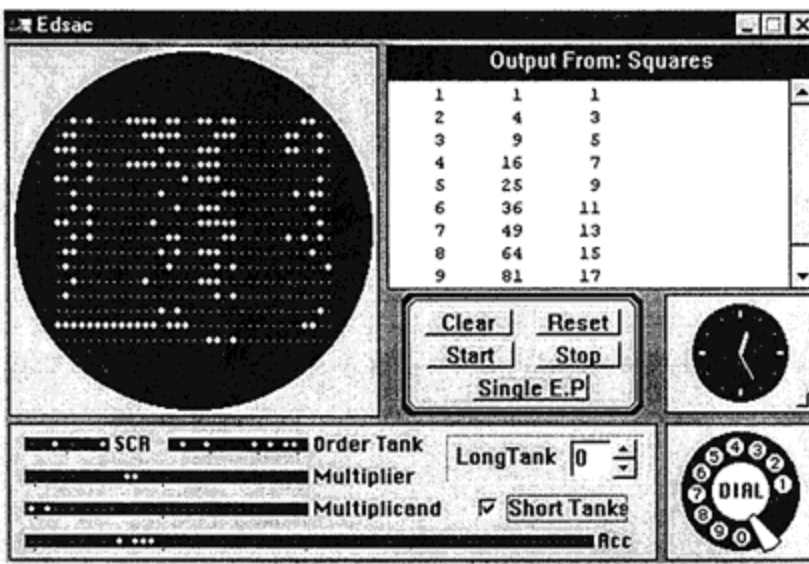 Edsac
Output From: Squares
1 1 1
2 4 3
3 9 5
4 16 7
5 25 9
6 36 11
7 49 13
8 64 15
9 81 17
Clear Reset
Start Stop
Single E.P
SCR Order Tank
LongTank 0
Multiplier
Multiplicand
Short Tanks
Acc
1 2 3 4 5 6 7 8 9 0
DIAL